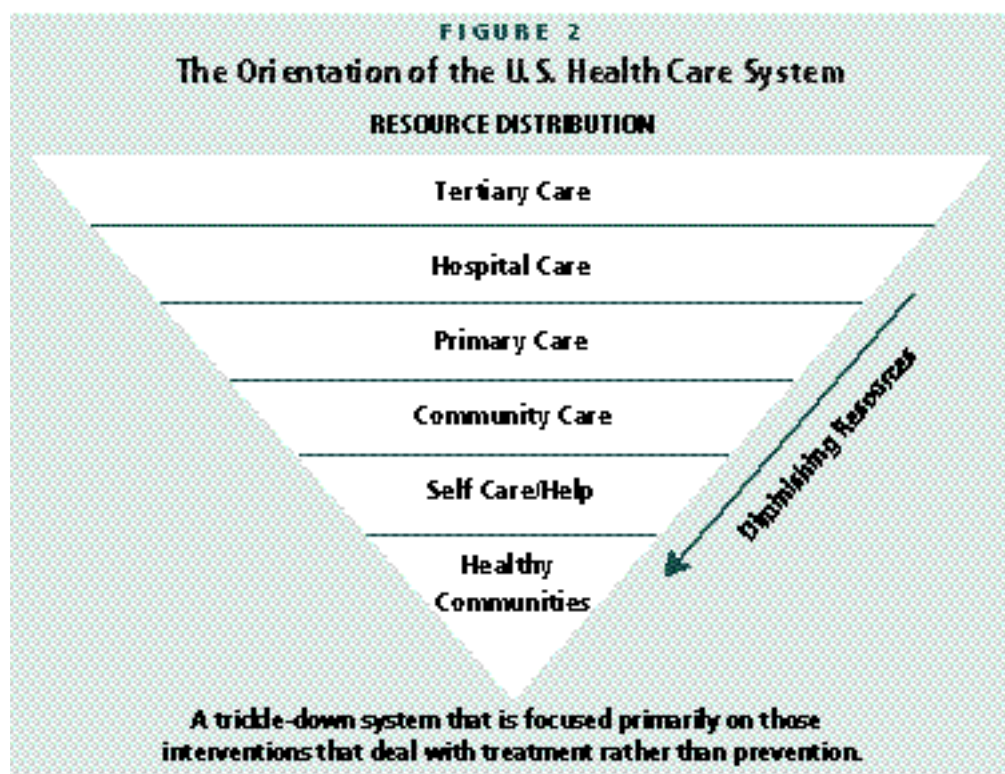 FIGURE 2
The Orientation of the U.S. Health Care System
RESOURCE DISTRIBUTION
Tertiary Care
Hospital Care
Primary Care
Community Care
Self Care/Help
Healthy
Communities
Diminishing Resources
A trickle-down system that is focused primarily on those
interventions that deal with treatment rather than prevention.